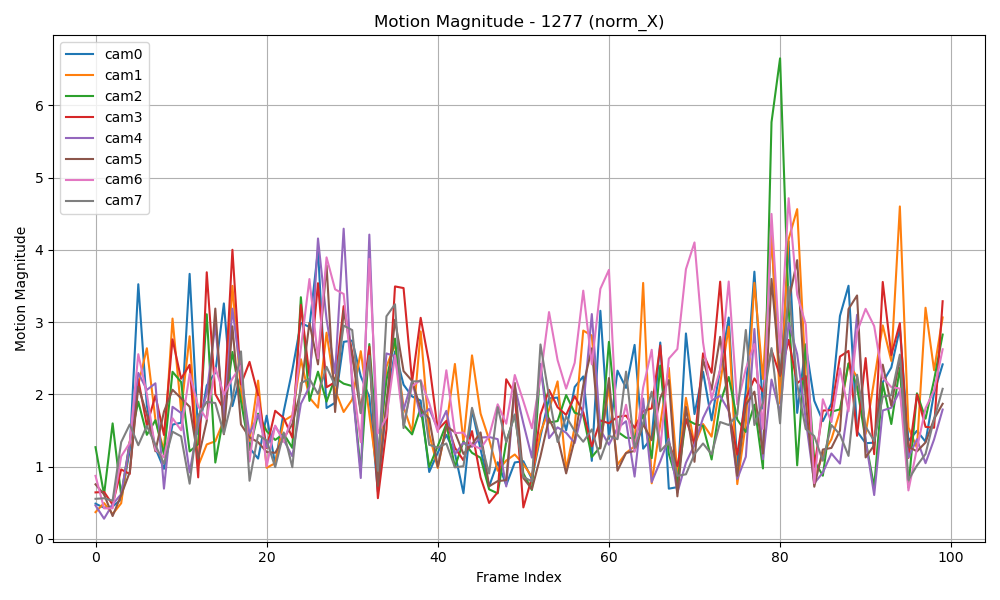 Motion Magnitude - 1277 (norm_X)
cam0
cam1
cam2
cam3
cam4
cam5
cam6
cam7
Motion Magnitude
6
5
4
3
2
1
0
0 20 40 60 80 100
Frame Index